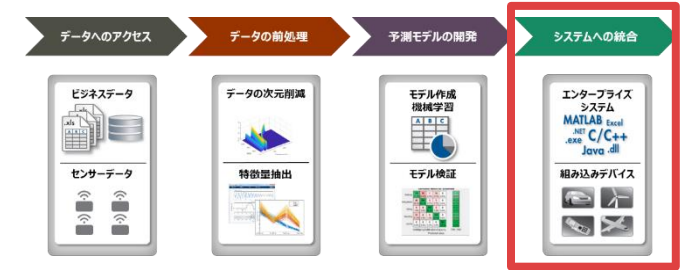 データへのアクセス
データの前処理
予測モデルの開発
システムへの統合
ビジネスデータ
.xls
A B C
センサーデータ
データの次元削減
特徴量抽出
モデル作成
機械学習
A B C
モデル検証
エンタープライズ
システム
MATLAB Excel
.NET
.exe C/C++
Java .dll
組み込みデバイス